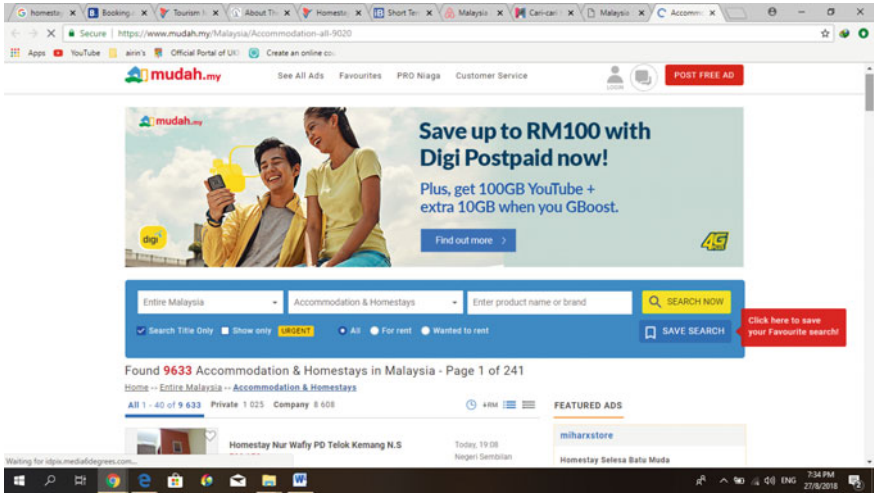 homesta
Booking.
Tourism
About Th
Homeste
Short Ter
Malaysia
Cari-cari
Malaysia
Accomm
Secure | https://www.mudah.my/Malaysia/Accommodation-all-9020
Apps YouTube airin's Official Portal of UKI Create an online co
mudah.my See All Ads Favourites PRO Niaga Customer Service LOGIN POST FREE AD
mudah.my
Save up to RM100 with
Digi Postpaid now!
Plus, get 100GB YouTube +
extra 10GB when you GBoost.
digi
Find out more >
4G
Entire Malaysia Accommodation & Homestays Enter product name or brand SEARCH NOW
Search Title Only Show only URGENT All For rent Wanted to rent SAVE SEARCH
Click here to save
your Favourite search!
Found 9633 Accommodation & Homestays in Malaysia - Page 1 of 241
Home -- Entire Malaysia -- Accommodation & Homestays
All 1 - 40 of 9 633 Private 1 025 Company 8 608 FEATURED ADS
miharxstore
Homestay Nur Wafiy PD Telok Kemang N.S Today, 19:08
Negeri Sembilan
Homestay Selesa Batu Muda
Waiting for idpix.media6degrees.com...
ENG 7:34 PM
27/8/2018